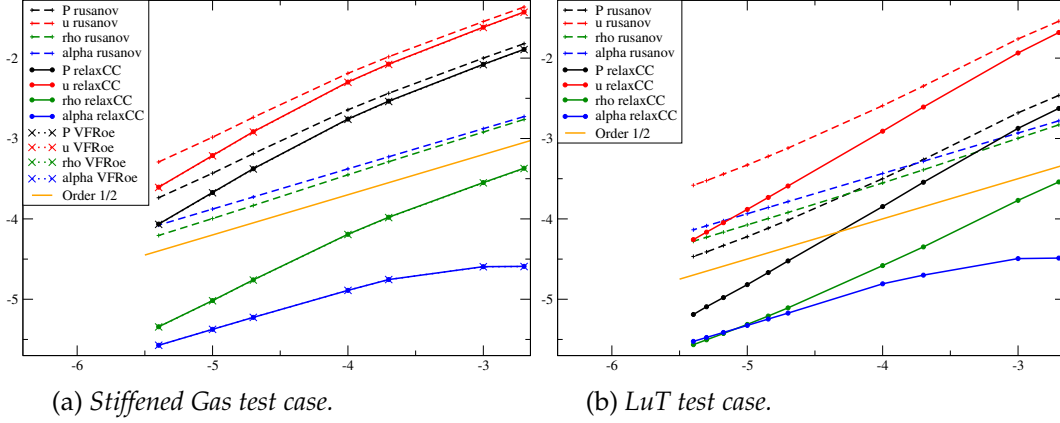 P rusanov
u rusanov
rho rusanov
alpha rusanov
P relaxCC
u relaxCC
rho relaxCC
alpha relaxCC
P VFRoe
u VFRoe
rho VFRoe
alpha VFRoe
Order 1/2
-2
-3
-4
-5
-6
-5
-4
-3
(a) Stiffened Gas test case.
P rusanov
u rusanov
rho rusanov
alpha rusanov
P relaxCC
u relaxCC
rho relaxCC
alpha relaxCC
Order 1/2
-2
-3
-4
-5
-6
-5
-4
-3
(b) LuT test case.